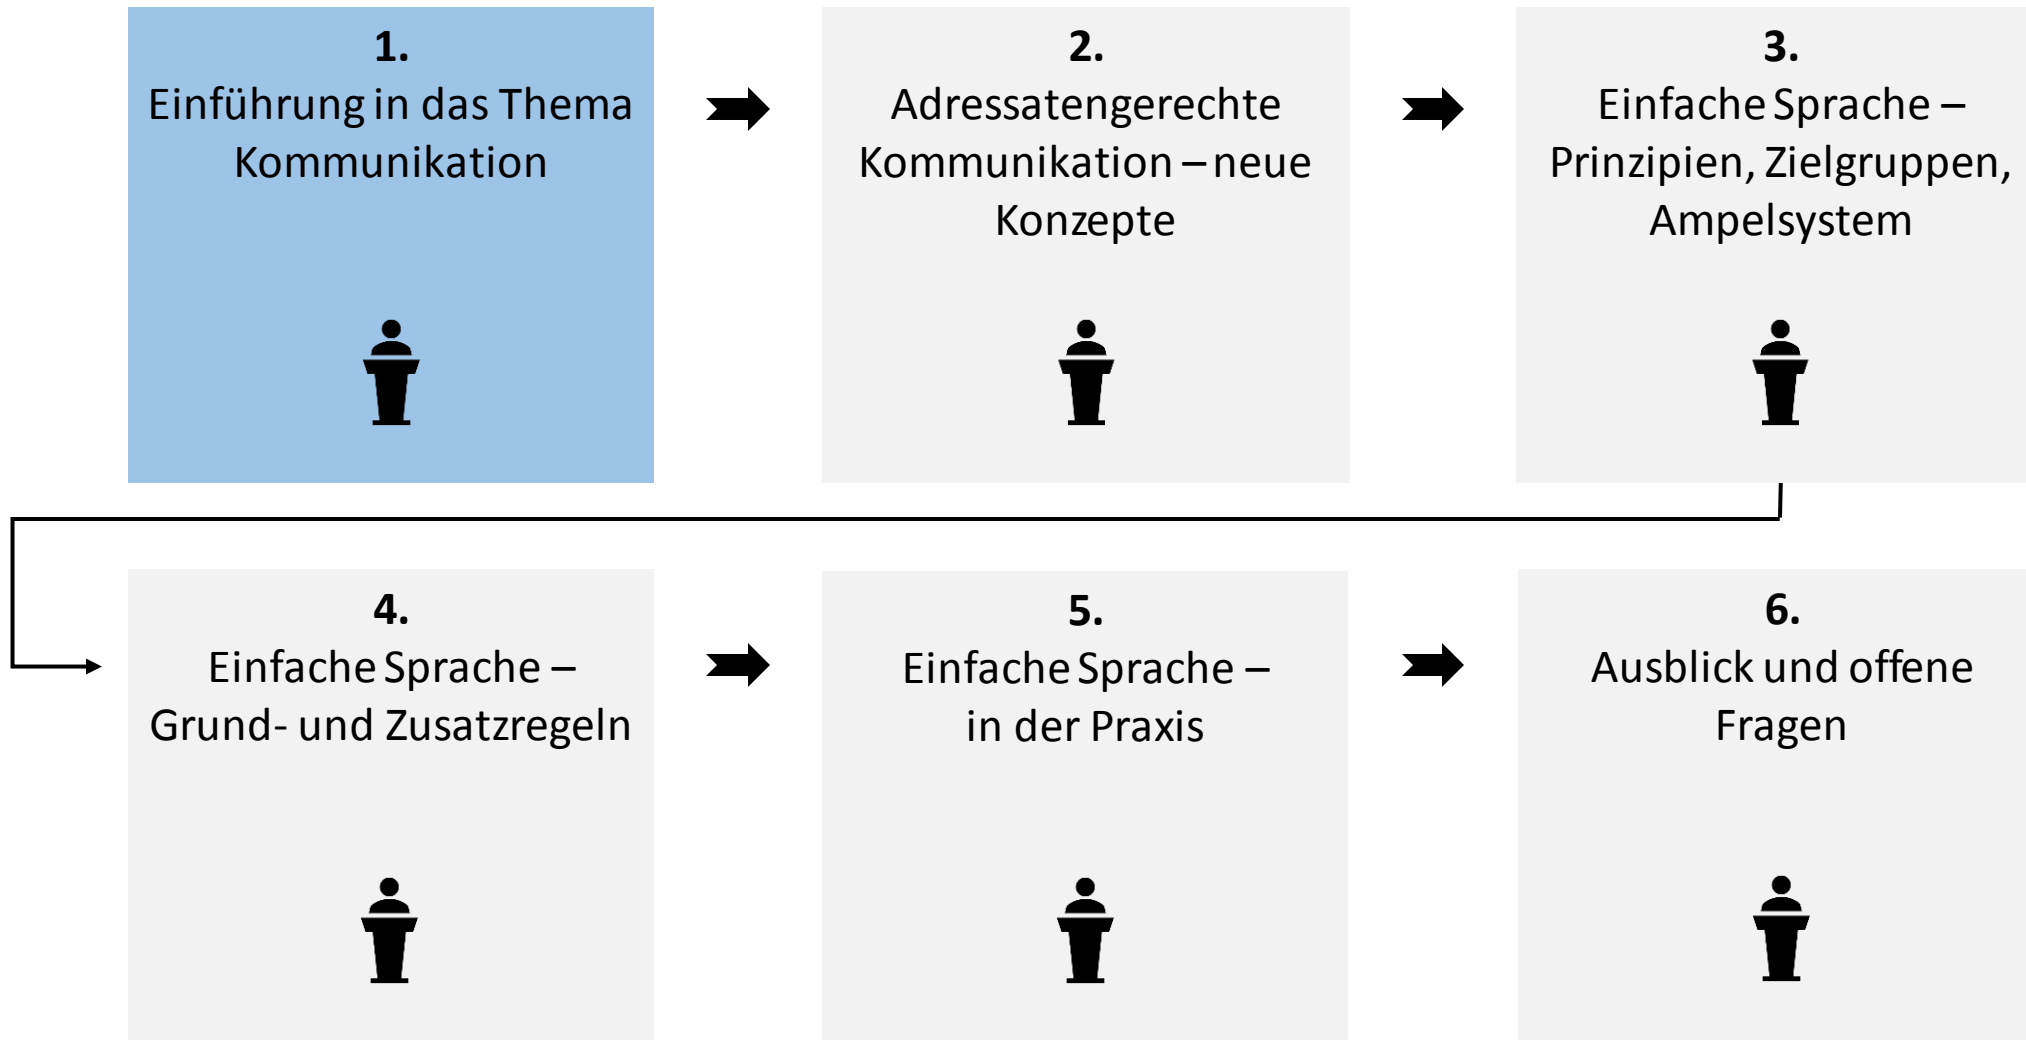 1.
Einführung in das Thema
Kommunikation
2.
Adressatengerechte
Kommunikation – neue
Konzepte
3.
Einfache Sprache –
Prinzipien, Zielgruppen,
Ampelsystem
4.
Einfache Sprache –
Grund- und Zusatzregeln
5.
Einfache Sprache –
in der Praxis
6.
Ausblick und offene
Fragen